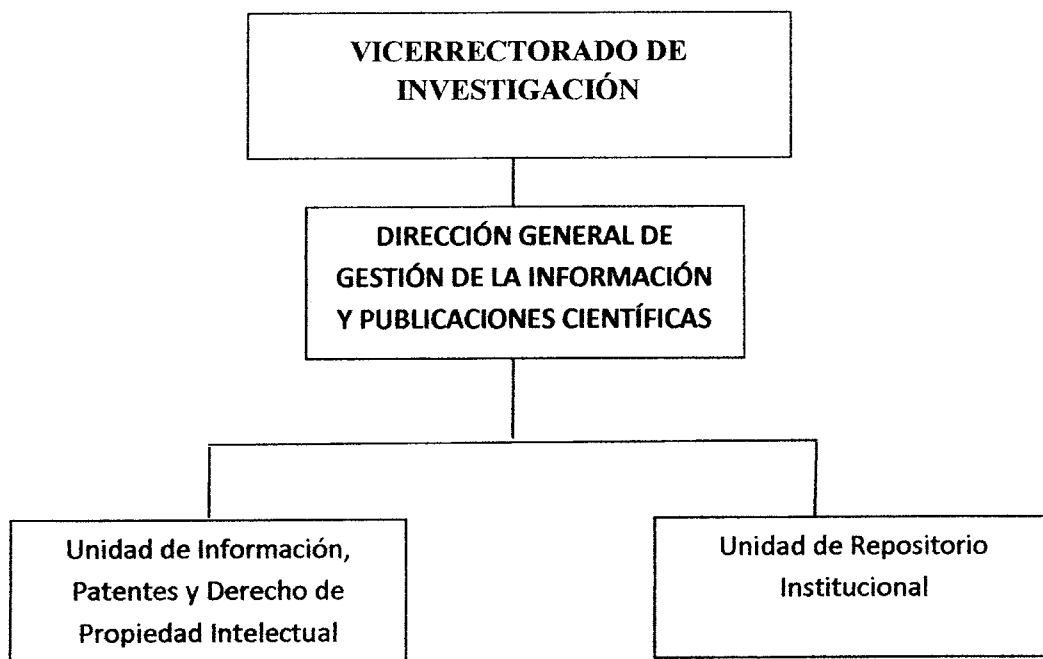 VICERRECTORADO DE
INVESTIGACIÓN
DIRECCIÓN GENERAL DE
GESTIÓN DE LA INFORMACIÓN
Y PUBLICACIONES CIENTÍFICAS
Unidad de Información,
Patentes y Derecho de
Propiedad Intelectual
Unidad de Repositorio
Institucional